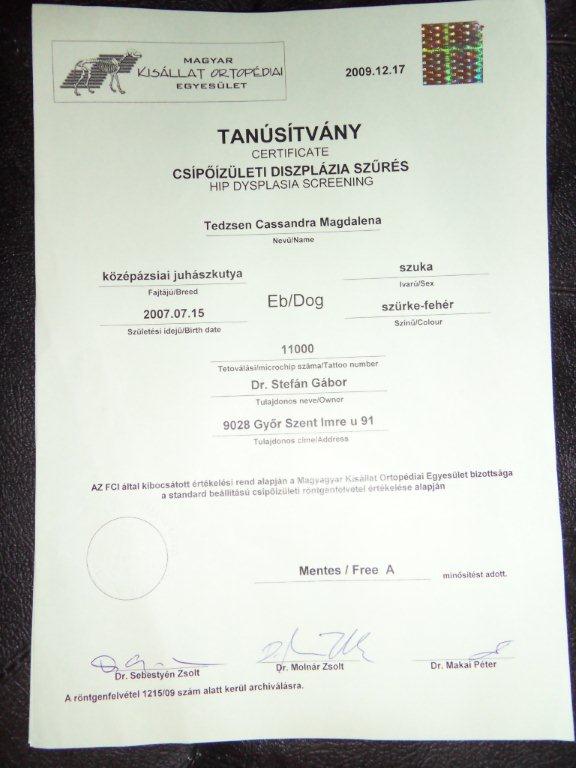 MAGYAR
KISÁLLAT ORTOPÉDIAI
EGYESÜLET
2009.12.17
TANÚSÍTVÁNY
CERTIFICATE
CSÍPŐÍZÜLETI DISZPLÁZIA SZŰRÉS
HIP DYSPLASIA SCREENING
Tedzsen Cassandra Magdalena
Nevű/Name
középázsiai juhászkutya
szuka
Fajtájú/Breed
Ivarú/Sex
Eb/Dog
2007.07.15
szürke-fehér
Születési idejű/Birth date
Színű/Colour
11000
Tetoválási/microchip száma/Tattoo number
Dr. Stefán Gábor
Tulajdonos neve/Owner
9028 Győr Szent Imre u 91
Tulajdonos címe/Address
AZ FCI által kibocsátott értékelési rend alapján a Magyagyar Kisállat Ortopédiai Egyesület bizottsága
a standard beállítású csípőízületi röntgenfelvétel értékelése alapján
Mentes / Free A
minősítést adott.
Dr. Sebestyén Zsolt
Dr. Molnár Zsolt
Dr. Makai Péter
A röntgenfelvétel 1215/09 szám alatt kerül archiválásra.